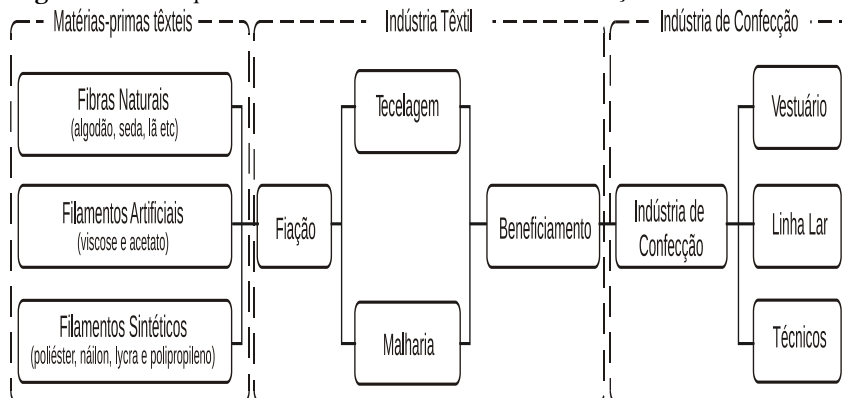 Matérias-primas têxteis
Indústria Têxtil
Indústria de Confecção
Fibras Naturais
(algodão, seda, lã etc)
Filamentos Artificiais
(viscose e acetato)
Filamentos Sintéticos
(poliéster, náilon, lycra e polipropileno)
Fiação
Tecelagem
Malharia
Beneficiamento
Indústria de
Confecção
Vestuário
Linha Lar
Técnicos